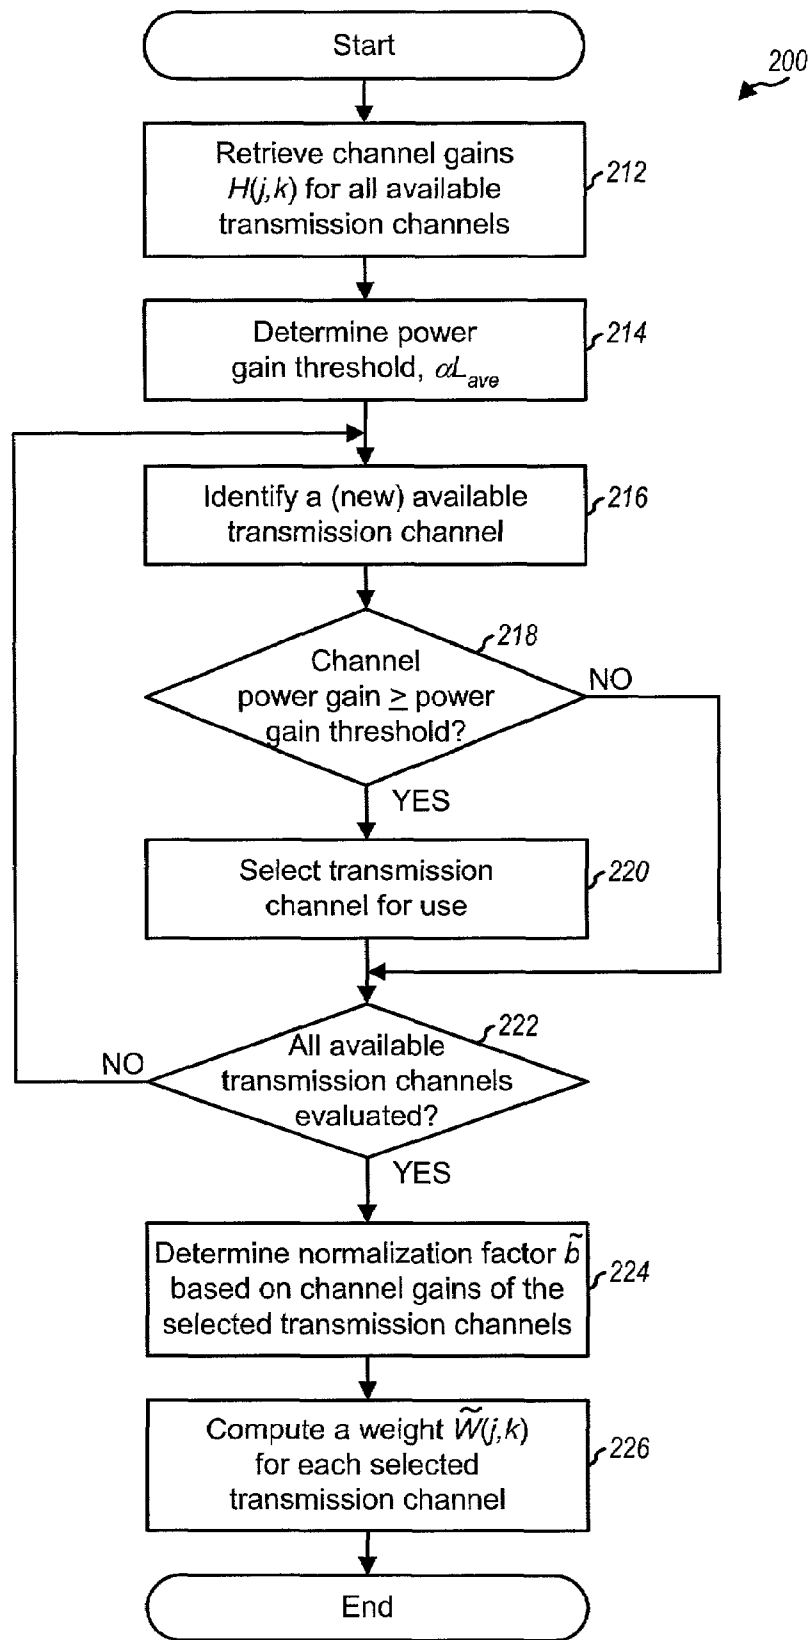 Start
200
Retrieve channel gains
H(j,k) for all available
transmission channels
212
Determine power
gain threshold, αL_ave
214
Identify a (new) available
transmission channel
216
218
Channel
power gain ≥ power
gain threshold?
NO
YES
Select transmission
channel for use
220
222
All available
transmission channels
evaluated?
NO
YES
Determine normalization factor b̃
based on channel gains of the
selected transmission channels
224
Compute a weight W̃(j,k)
for each selected
transmission channel
226
End